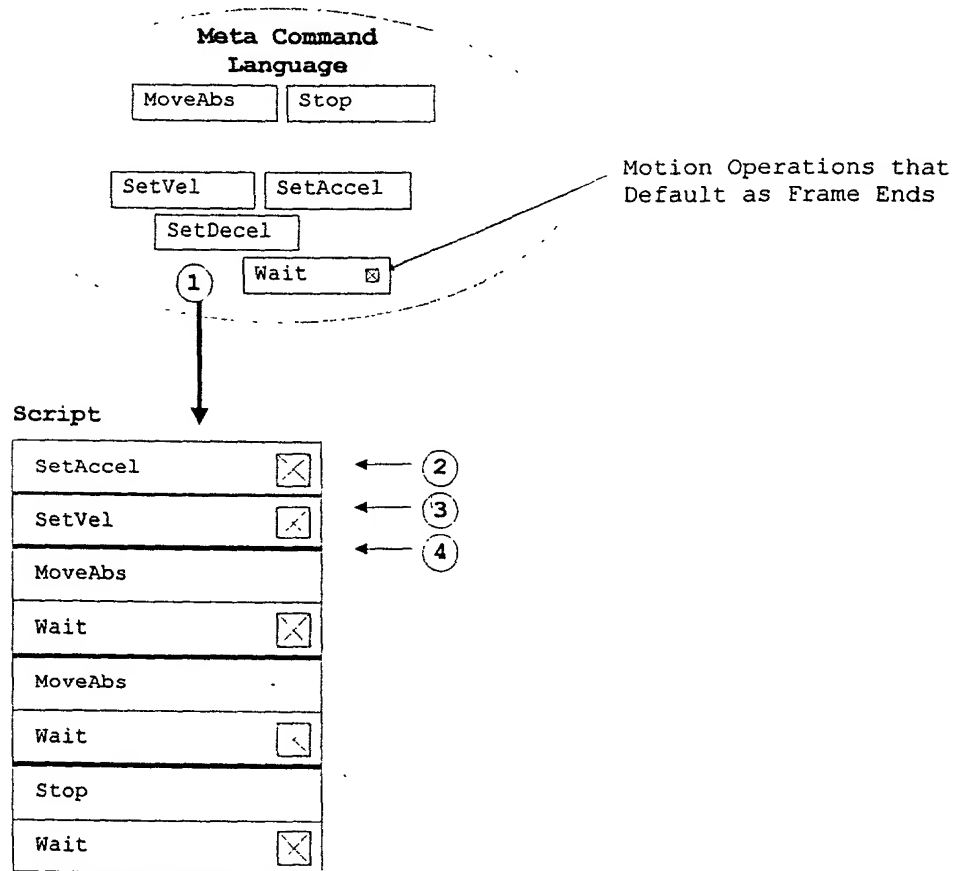 Meta Command
Language
MoveAbs Stop
SetVel SetAccel
SetDecel
Wait
1
Motion Operations that
Default as Frame Ends
Script
SetAccel
2
SetVel
3
4
MoveAbs
Wait
MoveAbs
Wait
Stop
Wait